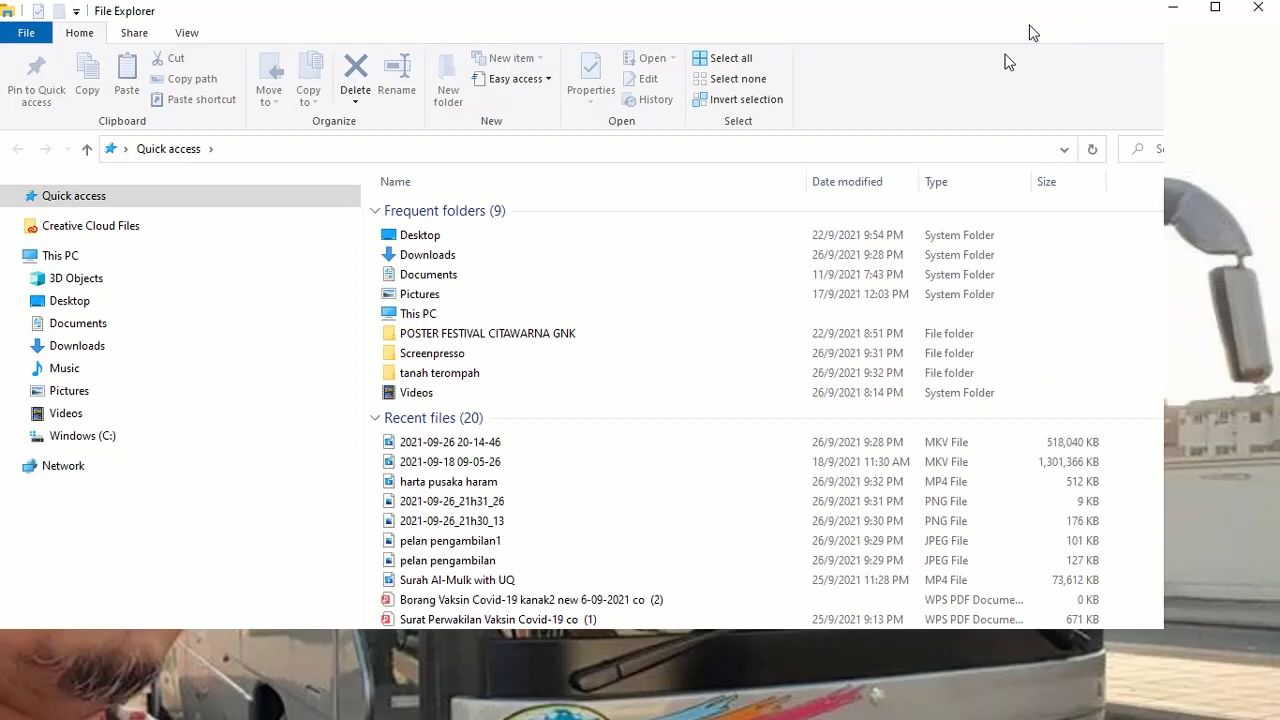 File Explorer
File Home Share View
Pin to Quick access
Copy
Paste
Cut
Copy path
Paste shortcut
Clipboard
Move to
Copy to
Delete
Rename
Organize
New folder
New item
Easy access
New
Properties
Open
Edit
History
Open
Select all
Select none
Invert selection
Select
Quick access
Name Date modified Type Size
Quick access
Creative Cloud Files
This PC
3D Objects
Desktop
Documents
Downloads
Music
Pictures
Videos
Windows (C:)
Network
Frequent folders (9)
Desktop 22/9/2021 9:54 PM System Folder
Downloads 26/9/2021 9:28 PM System Folder
Documents 11/9/2021 7:43 PM System Folder
Pictures 17/9/2021 12:03 PM System Folder
This PC
POSTER FESTIVAL CITAWARNA GNK 22/9/2021 8:51 PM File folder
Screenpresso 26/9/2021 9:31 PM File folder
tanah terompah 26/9/2021 9:32 PM File folder
Videos 26/9/2021 8:14 PM System Folder
Recent files (20)
2021-09-26 20-14-46 26/9/2021 9:28 PM MKV File 518,040 KB
2021-09-18 09-05-26 18/9/2021 11:30 AM MKV File 1,301,366 KB
harta pusaka haram 26/9/2021 9:32 PM MP4 File 512 KB
2021-09-26_21h31_26 26/9/2021 9:31 PM PNG File 9 KB
2021-09-26_21h30_13 26/9/2021 9:30 PM PNG File 176 KB
pelan pengambilan1 26/9/2021 9:29 PM JPEG File 101 KB
pelan pengambilan 26/9/2021 9:29 PM JPEG File 127 KB
Surah Al-Mulk with UQ 25/9/2021 11:28 PM MP4 File 73,612 KB
Borang Vaksin Covid-19 kanak2 new 6-09-2021 co (2) WPS PDF Docume... 0 KB
Surat Perwakilan Vaksin Covid-19 co (1) 25/9/2021 9:13 PM WPS PDF Docume... 671 KB